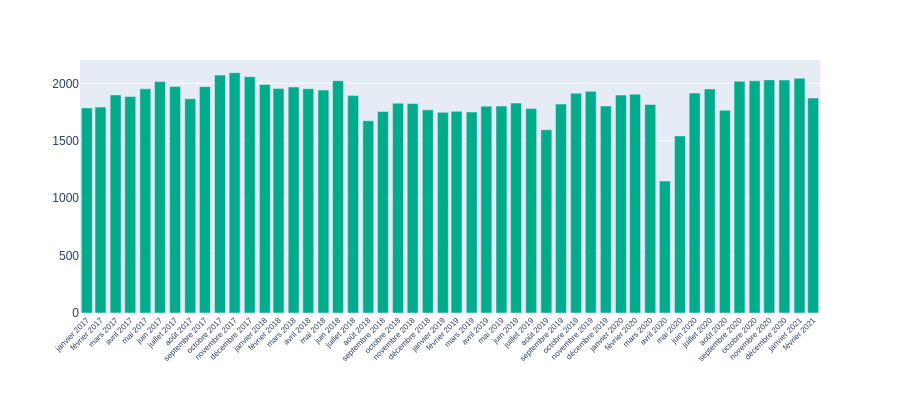 2000
1500
1000
500
0
janvier 2017
février 2017
mars 2017
avril 2017
mai 2017
juin 2017
juillet 2017
août 2017
septembre 2017
octobre 2017
novembre 2017
décembre 2017
janvier 2018
février 2018
mars 2018
avril 2018
mai 2018
juin 2018
juillet 2018
août 2018
septembre 2018
octobre 2018
novembre 2018
décembre 2018
janvier 2019
février 2019
mars 2019
avril 2019
mai 2019
juin 2019
juillet 2019
août 2019
septembre 2019
octobre 2019
novembre 2019
décembre 2019
janvier 2020
février 2020
mars 2020
avril 2020
mai 2020
juin 2020
juillet 2020
août 2020
septembre 2020
octobre 2020
novembre 2020
décembre 2020
janvier 2021
février 2021